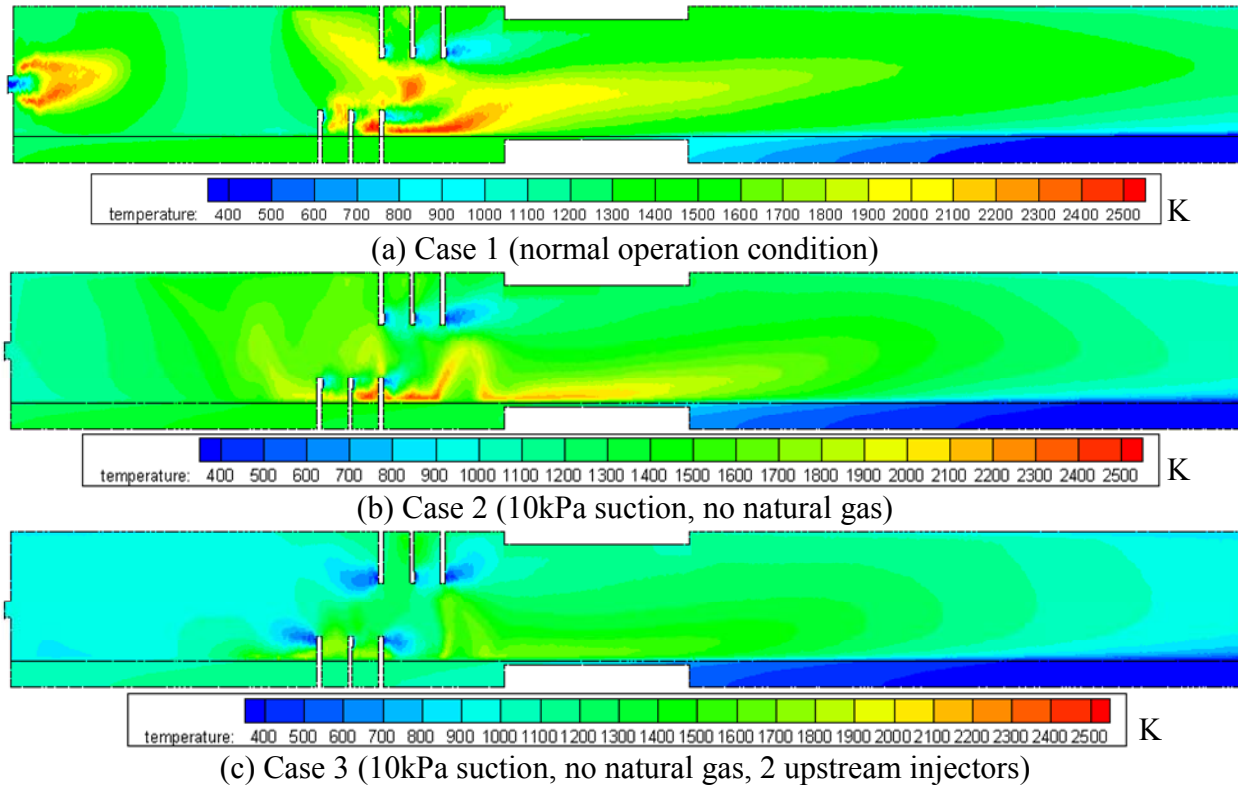 400 500 600 700 800 900 1000 1100 1200 1300 1400 1500 1600 1700 1800 1900 2000 2100 2200 2300 2400 2500
temperature: K
(a) Case 1 (normal operation condition)
400 500 600 700 800 900 1000 1100 1200 1300 1400 1500 1600 1700 1800 1900 2000 2100 2200 2300 2400 2500
temperature: K
(b) Case 2 (10kPa suction, no natural gas)
400 500 600 700 800 900 1000 1100 1200 1300 1400 1500 1600 1700 1800 1900 2000 2100 2200 2300 2400 2500
temperature: K
(c) Case 3 (10kPa suction, no natural gas, 2 upstream injectors)